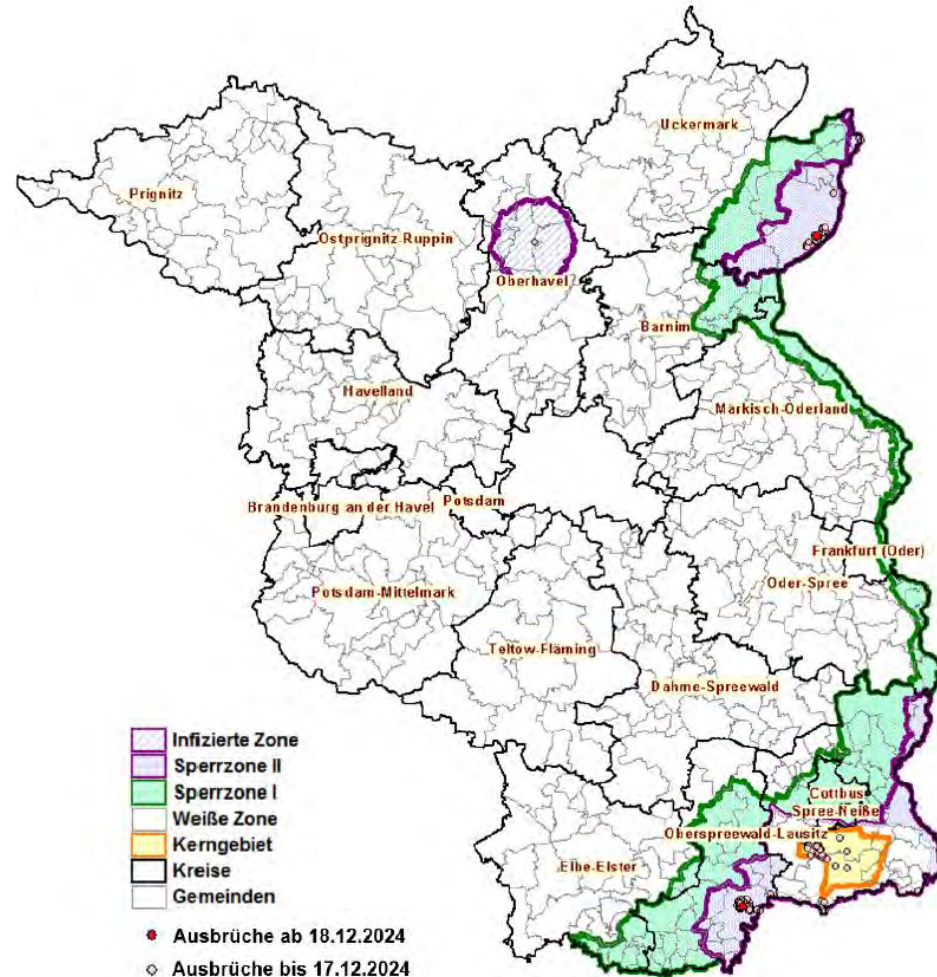 Uckermark
Prignitz
Ostprignitz-Ruppin
Oberhavel
Barnim
Havelland
Märkisch-Oderland
Brandenburg an der Havel
Potsdam
Frankfurt (Oder)
Oder-Spree
Potsdam-Mittelmark
Teltow-Fläming
Dahme-Spreewald
Cottbus
Spree-Neiße
Oberspreewald-Lausitz
Elbe-Elster
Infizierte Zone
Sperrzone II
Sperrzone I
Weiße Zone
Kerngebiet
Kreise
Gemeinden
Ausbrüche ab 18.12.2024
Ausbrüche bis 17.12.2024